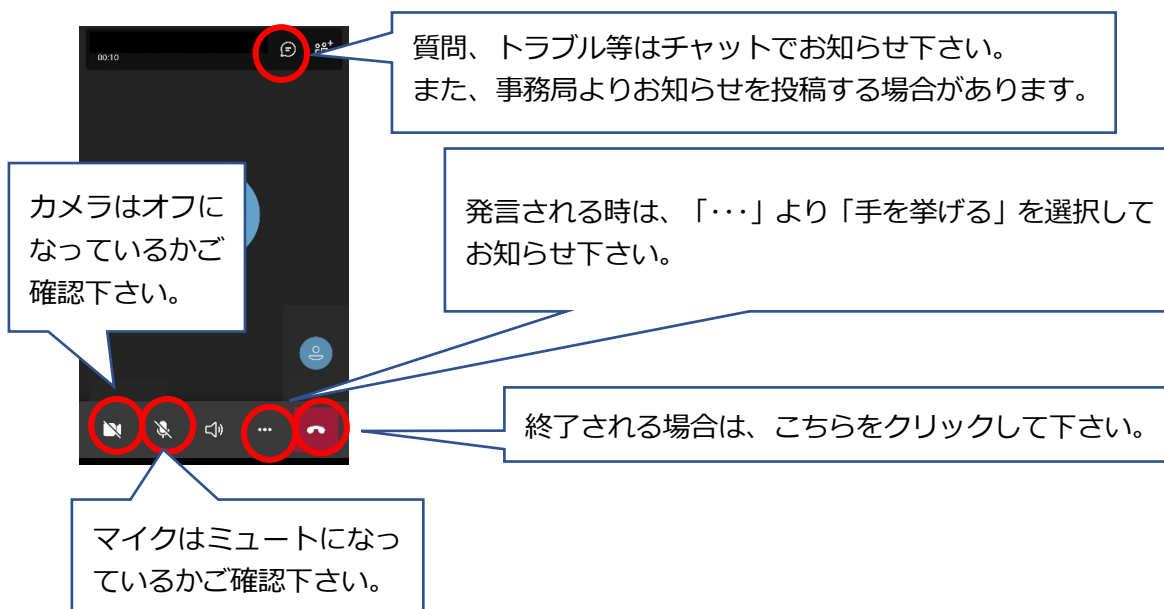 00:10
質問、トラブル等はチャットでお知らせ下さい。
また、事務局よりお知らせを投稿する場合があります。
カメラはオフに
なっているかご
確認下さい。
発言される時は、「･･･」より「手を挙げる」を選択して
お知らせ下さい。
終了される場合は、こちらをクリックして下さい。
マイクはミュートになっ
ているかご確認下さい。